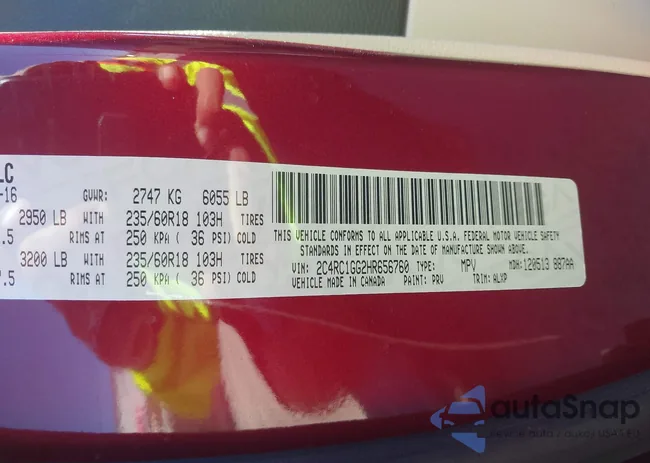 LC
-16 GVWR: 2747 KG 6055 LB
2950 LB WITH 235/60R18 103H TIRES
.5 RIMS AT 250 KPA ( 36 PSI) COLD
3200 LB WITH 235/60R18 103H TIRES
7.5 RIMS AT 250 KPA ( 36 PSI) COLD
THIS VEHICLE CONFORMS TO ALL APPLICABLE U.S.A. FEDERAL MOTOR VEHICLE SAFETY
STANDARDS IN EFFECT ON THE DATE OF MANUFACTURE SHOWN ABOVE.
VIN: 2C4RC1GG2HR656760 TYPE: MPV MDH: 120513 887AA
VEHICLE MADE IN CANADA PAINT: PRV TRIM: ALXP
autoSnap